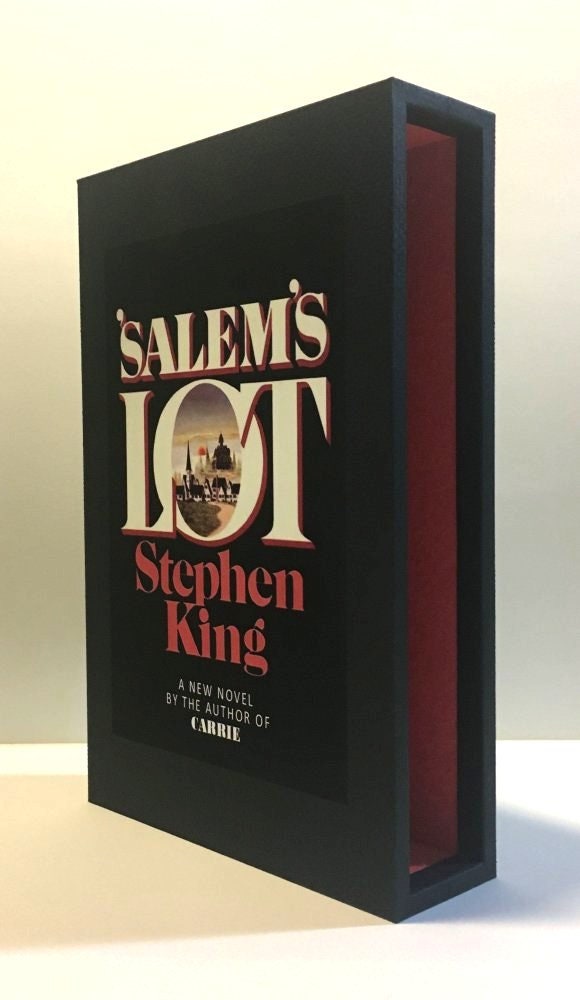 'SALEM'S
LOT
Stephen
King
A NEW NOVEL
BY THE AUTHOR OF
CARRIE